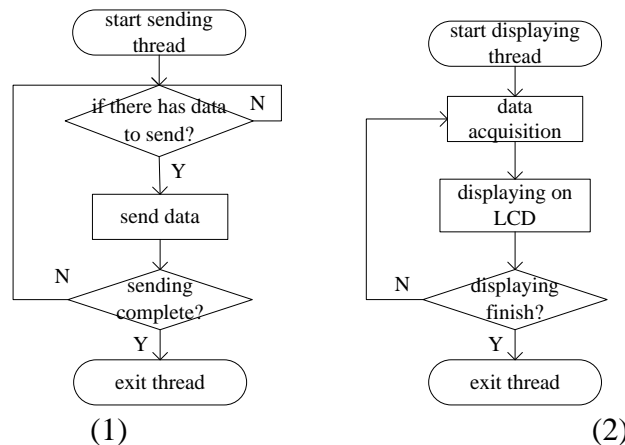 start sending
thread
if there has data
to send?
N
Y
send data
N
sending
complete?
Y
exit thread
(1)
start displaying
thread
data
acquisition
displaying on
LCD
N
displaying
finish?
Y
exit thread
(2)